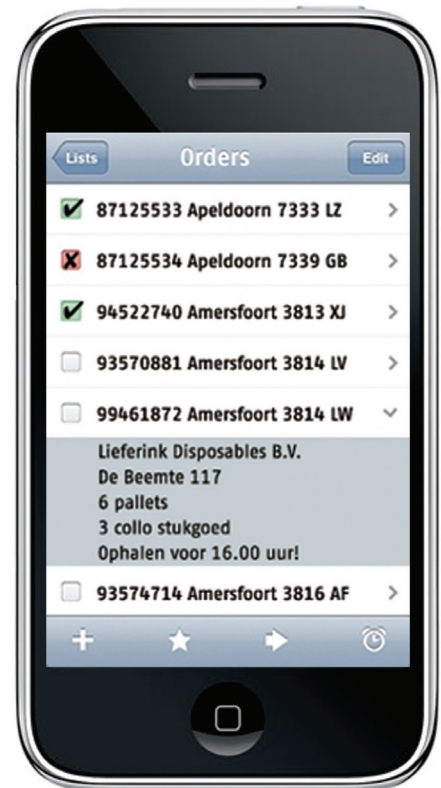 Lists
Orders
Edit
87125533 Apeldoorn 7333 LZ
87125534 Apeldoorn 7339 GB
94522740 Amersfoort 3813 XJ
93570881 Amersfoort 3814 LV
99461872 Amersfoort 3814 LW
Lieferink Disposables B.V.
De Beemte 117
6 pallets
3 collo stukgoed
Ophalen voor 16.00 uur!
93574714 Amersfoort 3816 AF